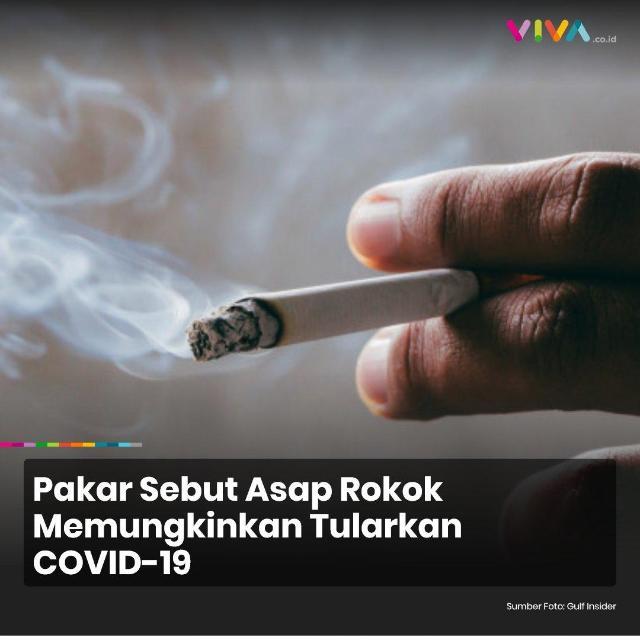 VIVA.co.id
Pakar Sebut Asap Rokok
Memungkinkan Tularkan
COVID-19
Sumber Foto: Gulf Insider